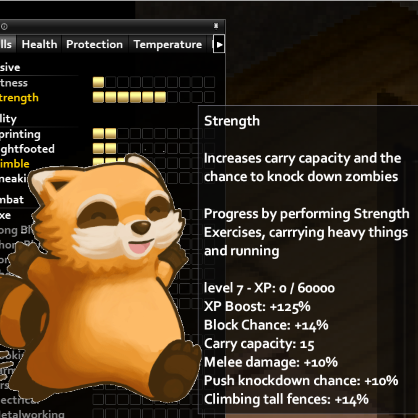 lls Health Protection Temperature
sive
tness
trength
lity
printing
ghtfooted
imble
neaki
mbat
xe
Strength
Increases carry capacity and the
chance to knock down zombies
Progress by performing Strength
Exercises, carrrying heavy things
and running
level 7 - XP: 0 / 60000
XP Boost: +125%
Block Chance: +14%
Carry capacity: 15
Melee damage: +10%
Push knockdown chance: +10%
Climbing tall fences: +14%
ectrical
etalworking